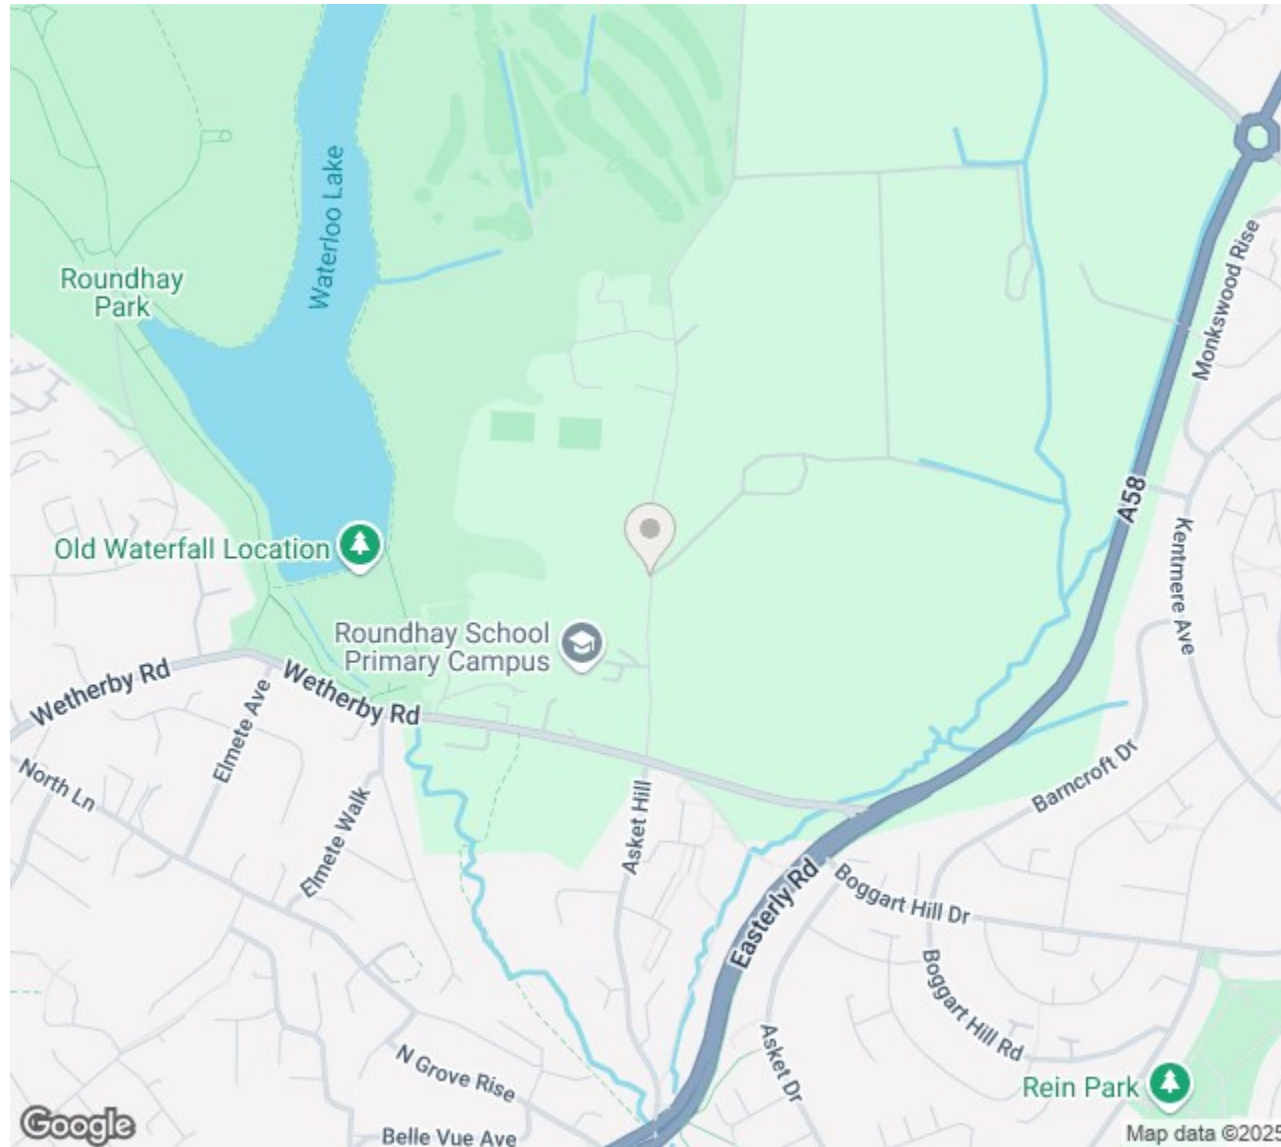 Waterloo Lake
Roundhay
Park
Monkswood Rise
A58
Old Waterfall Location
Kentmere Ave
Roundhay School
Primary Campus
Wetherby Rd
Wetherby Rd
Elmete Ave
North Ln
Elmete Walk
Asket Hill
Barncroft Dr
Boggart Hill Dr
Easterly Rd
Boggart Hill Rd
Asket Dr
N Grove Rise
Rein Park
Belle Vue Ave
Google
Map data ©2025